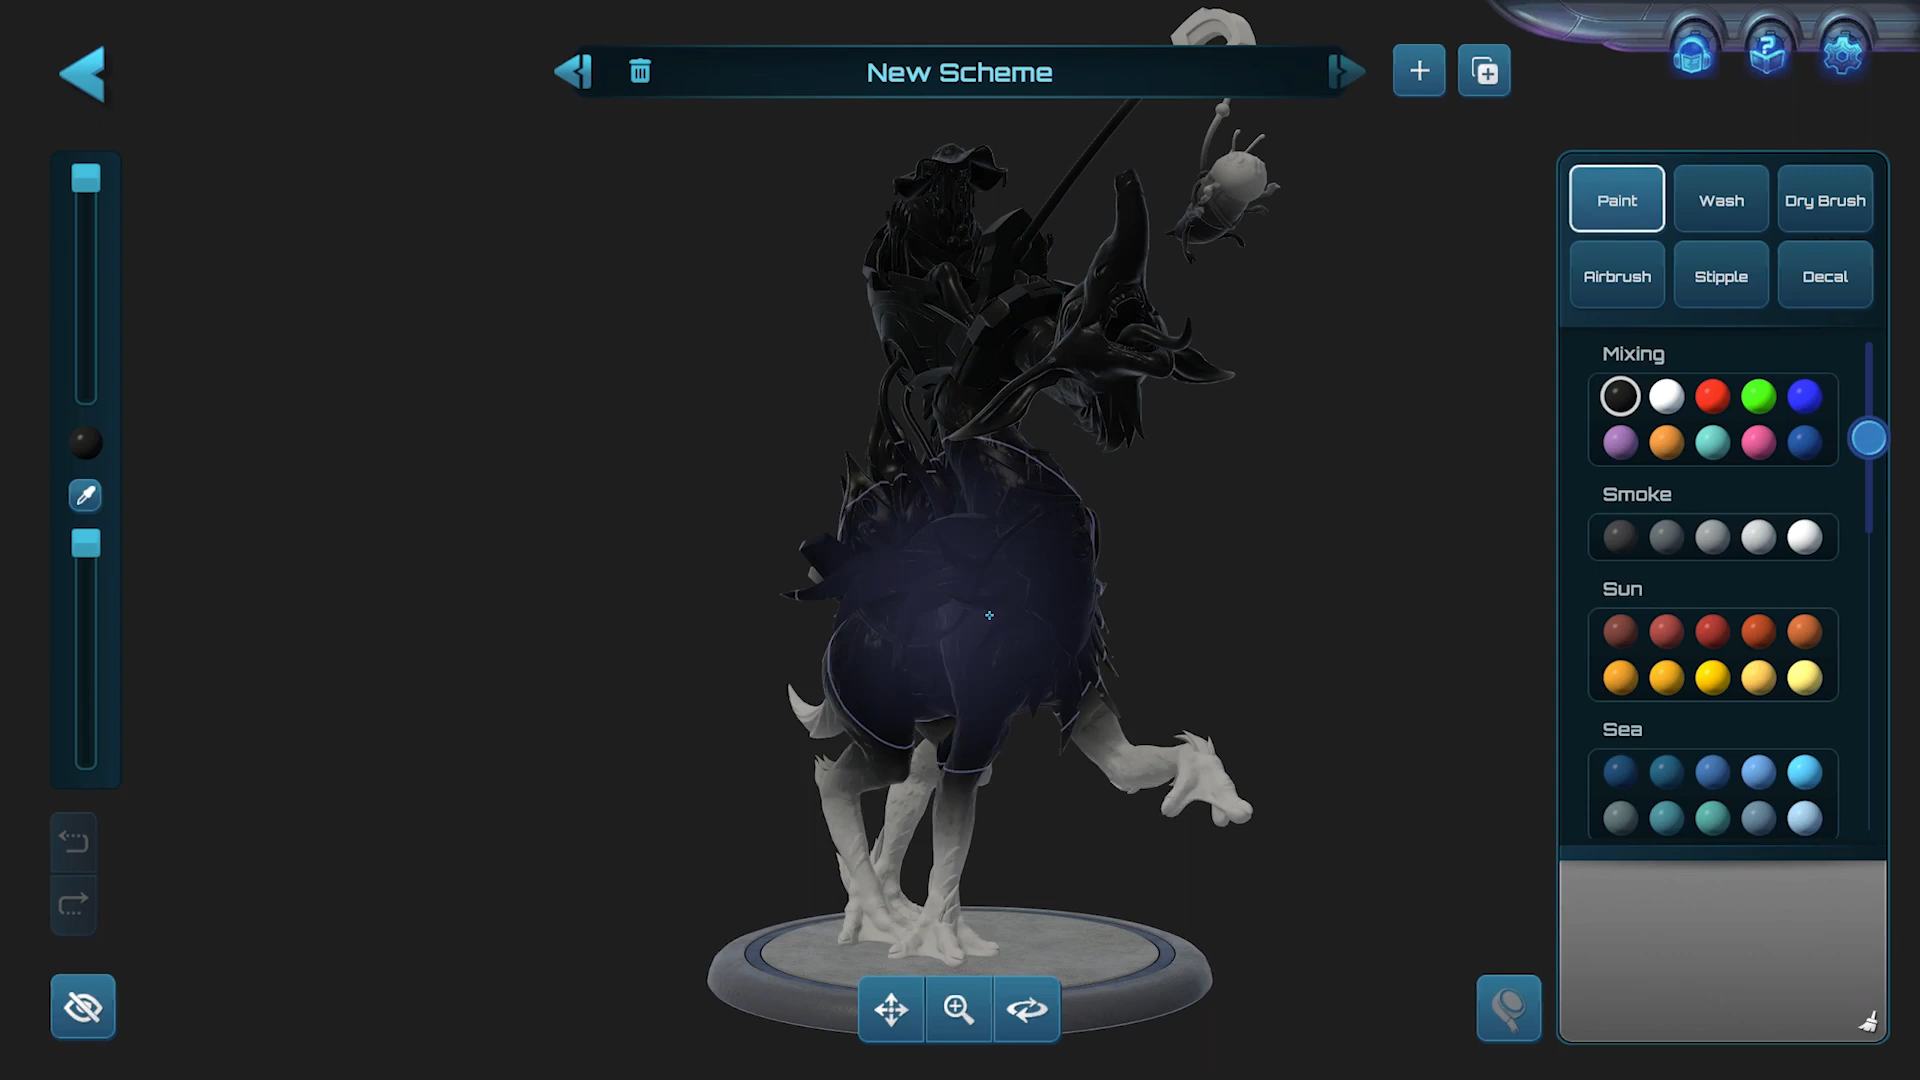 New Scheme
Paint
Wash
Dry Brush
Airbrush
Stipple
Decal
Mixing
Smoke
Sun
Sea